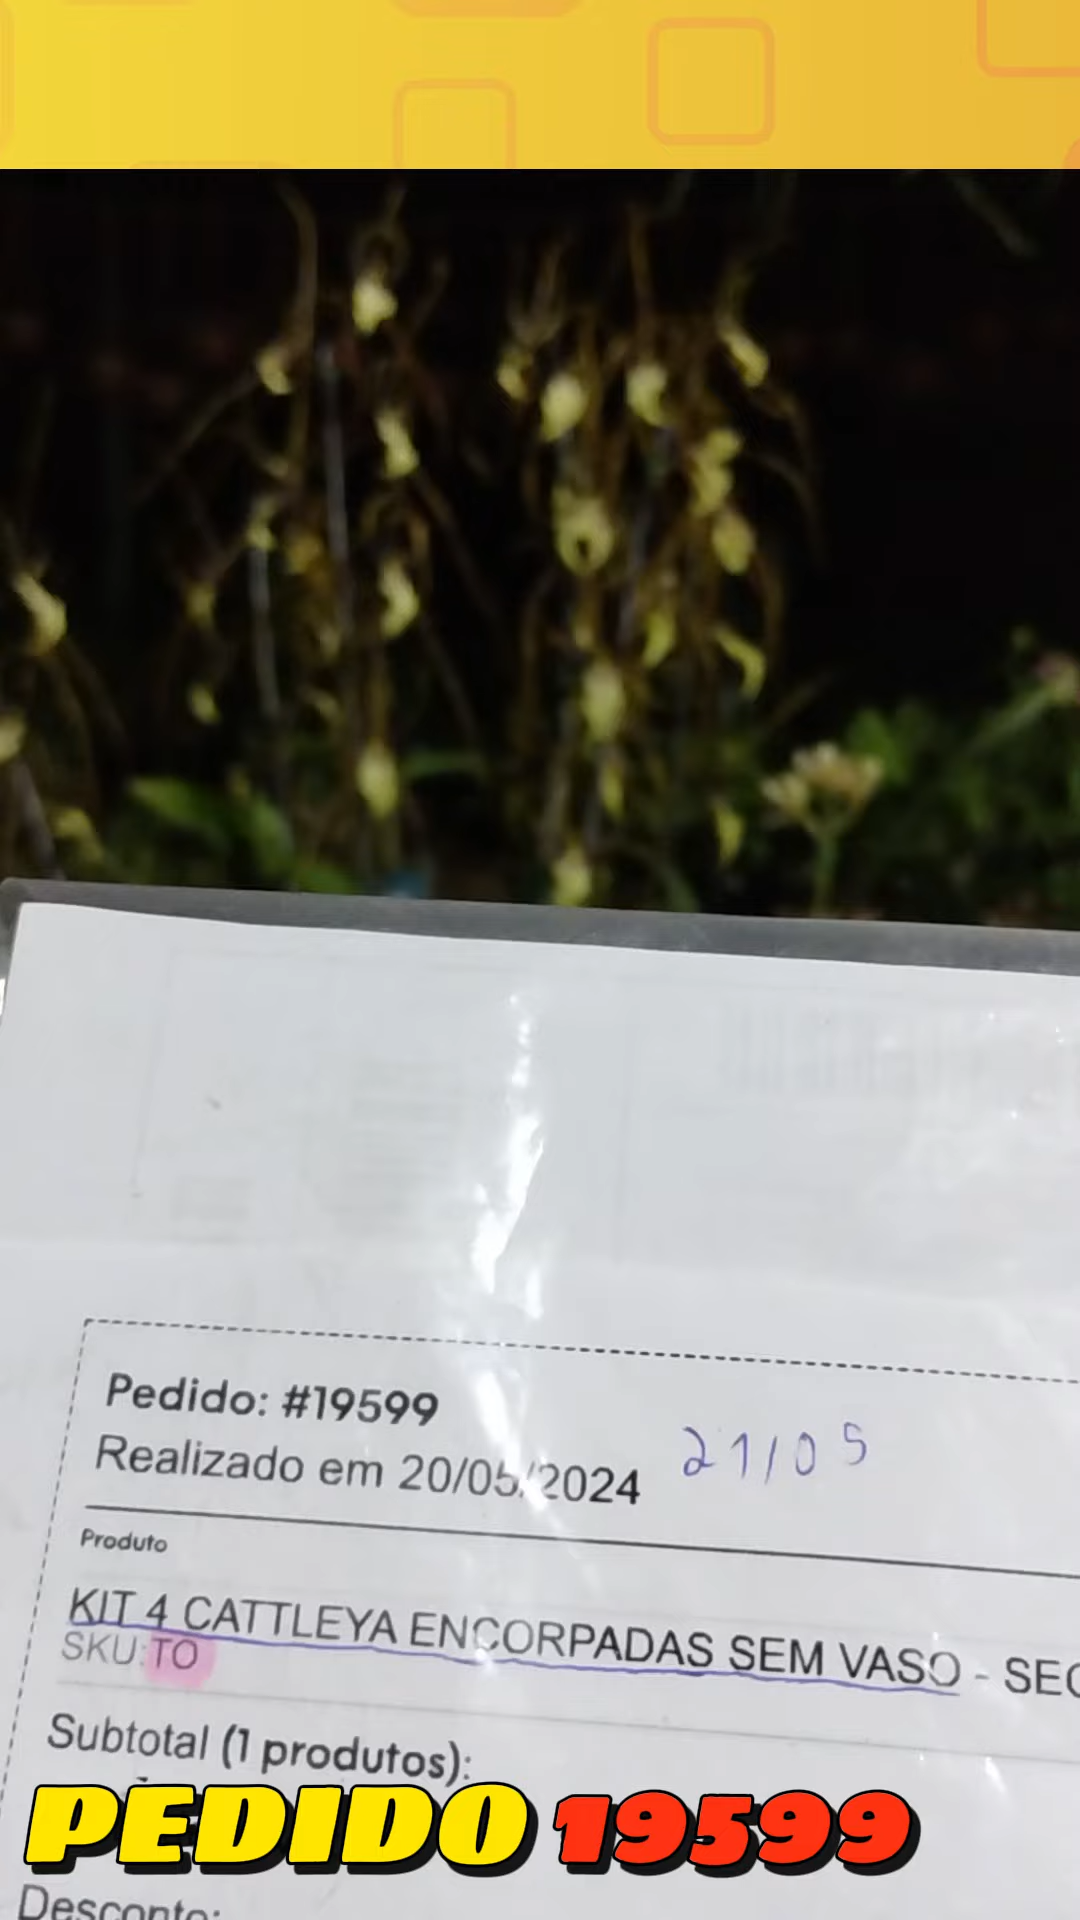 Pedido: #19599
Realizado em 20/05/2024 21/05
Produto
KIT 4 CATTLEYA ENCORPADAS SEM VASO - SEC
SKU:TO
Subtotal (1 produtos):
PEDIDO 19599
Desconto: